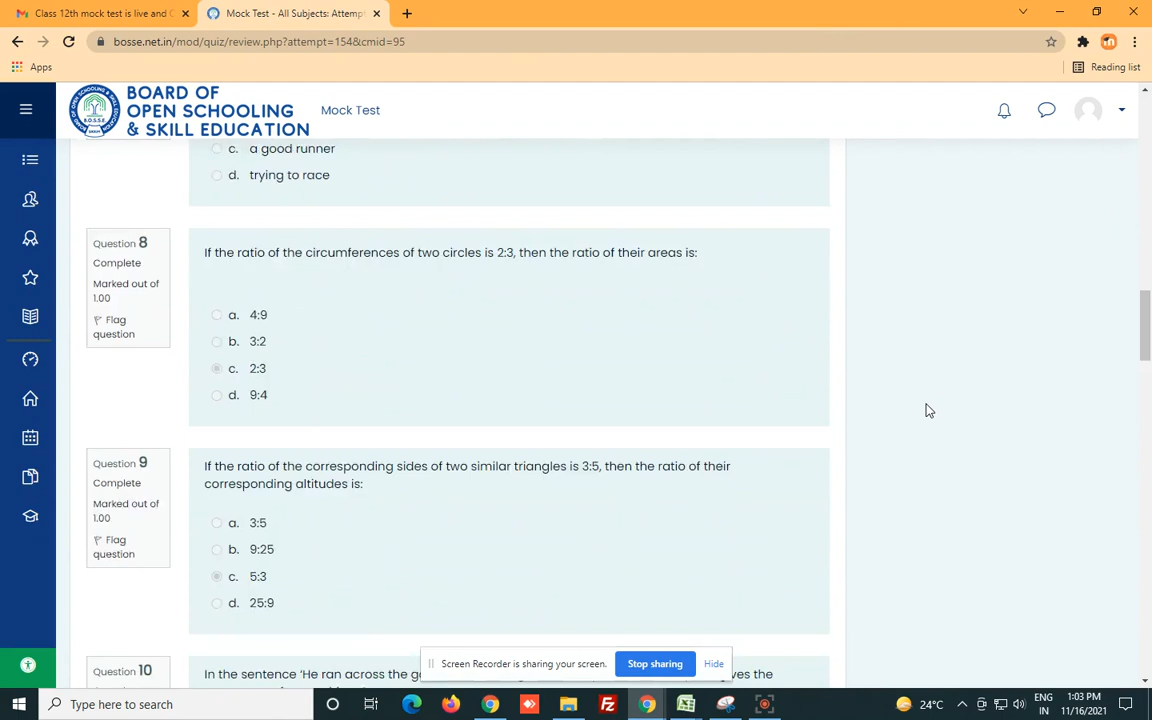 Class 12th mock test is live and C
Mock Test - All Subjects: Attemp
bosse.net.in/mod/quiz/review.php?attempt=154&cmid=95
Apps
Reading list
BOARD OF
OPEN SCHOOLING
& SKILL EDUCATION
B.O.S.S.E.
Mock Test
c. a good runner
d. trying to race
Question 8
Complete
Marked out of
1.00
Flag
question
If the ratio of the circumferences of two circles is 2:3, then the ratio of their areas is:
a. 4:9
b. 3:2
c. 2:3
d. 9:4
Question 9
Complete
Marked out of
1.00
Flag
question
If the ratio of the corresponding sides of two similar triangles is 3:5, then the ratio of their
corresponding altitudes is:
a. 3:5
b. 9:25
c. 5:3
d. 25:9
Question 10
In the sentence 'He ran across the
Screen Recorder is sharing your screen.
Stop sharing
Hide
Type here to search
24°C
ENG
IN
1:03 PM
11/16/2021